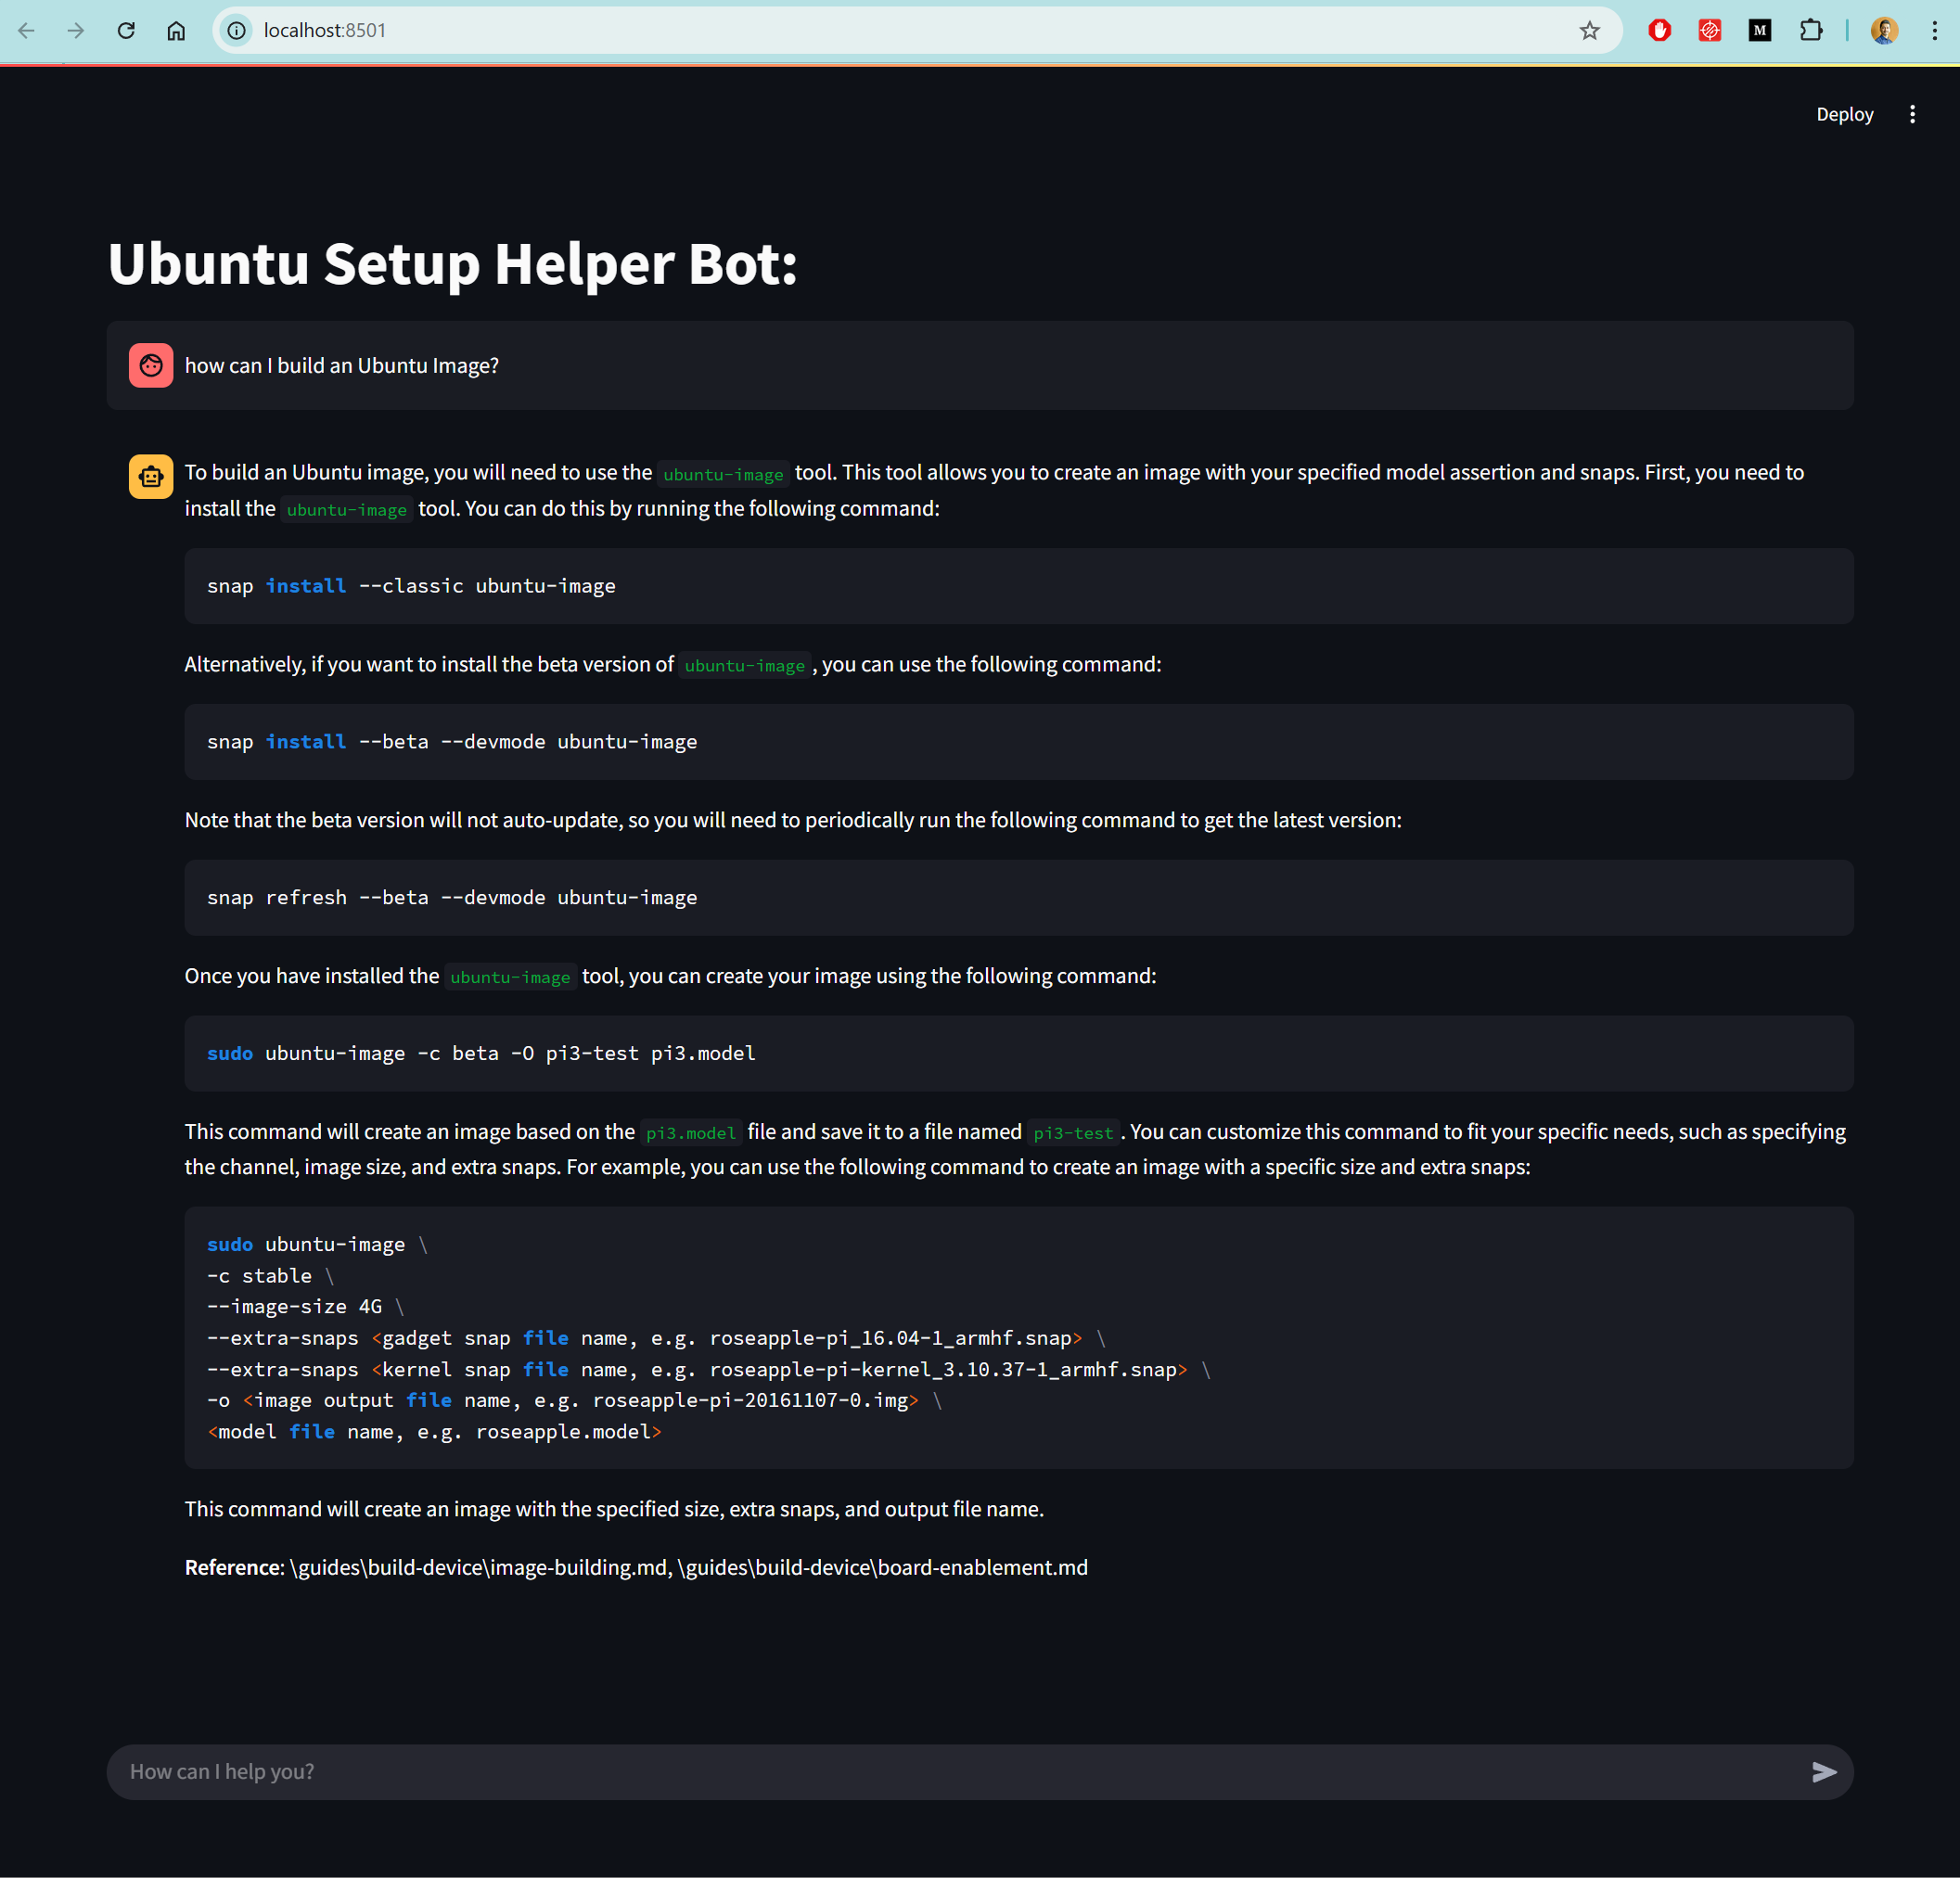 localhost:8501
M
Deploy
Ubuntu Setup Helper Bot:
how can I build an Ubuntu Image?
To build an Ubuntu image, you will need to use the ubuntu-image tool. This tool allows you to create an image with your specified model assertion and snaps. First, you need to
install the ubuntu-image tool. You can do this by running the following command:
snap install --classic ubuntu-image
Alternatively, if you want to install the beta version of ubuntu-image, you can use the following command:
snap install --beta --devmode ubuntu-image
Note that the beta version will not auto-update, so you will need to periodically run the following command to get the latest version:
snap refresh --beta --devmode ubuntu-image
Once you have installed the ubuntu-image tool, you can create your image using the following command:
sudo ubuntu-image -c beta -O pi3-test pi3.model
This command will create an image based on the pi3.model file and save it to a file named pi3-test. You can customize this command to fit your specific needs, such as specifying
the channel, image size, and extra snaps. For example, you can use the following command to create an image with a specific size and extra snaps:
sudo ubuntu-image \
-c stable \
--image-size 4G \
--extra-snaps <gadget snap file name, e.g. roseapple-pi_16.04-1_armhf.snap> \
--extra-snaps <kernel snap file name, e.g. roseapple-pi-kernel_3.10.37-1_armhf.snap> \
-o <image output file name, e.g. roseapple-pi-20161107-0.img> \
<model file name, e.g. roseapple.model>
This command will create an image with the specified size, extra snaps, and output file name.
Reference: \guides\build-device\image-building.md, \guides\build-device\board-enablement.md
How can I help you?